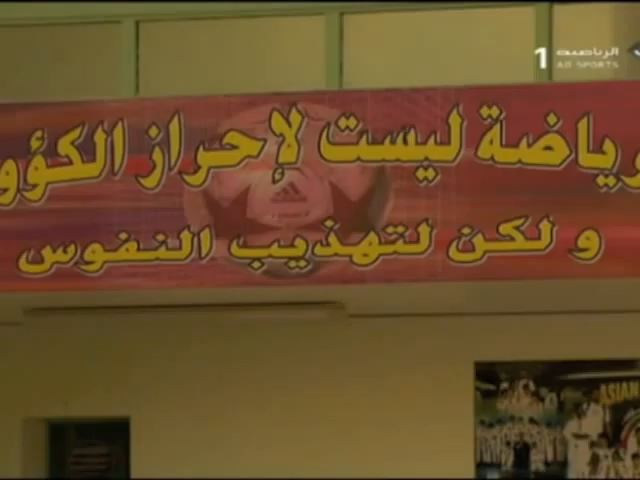 رياضة ليست لإحراز الكؤو
و لكن لتهذيب النفوس
1 الرياضية
AD SPORTS
ASIAN